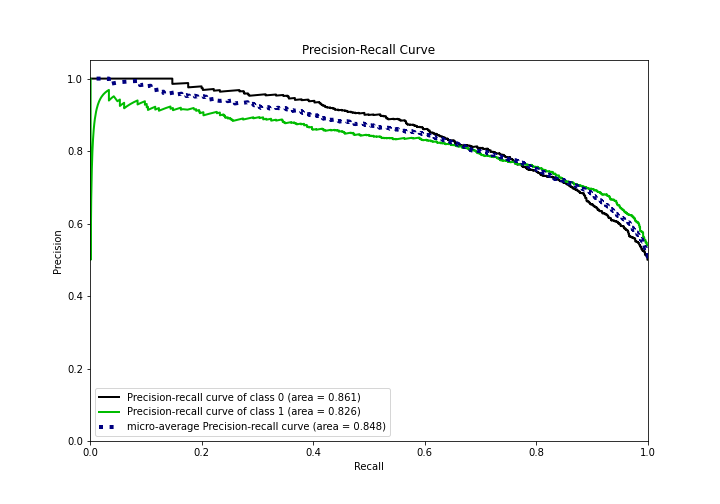 Precision-Recall Curve
1.0
0.8
0.6
0.4
0.2
0.0
Precision
Precision-recall curve of class 0 (area = 0.861)
Precision-recall curve of class 1 (area = 0.826)
micro-average Precision-recall curve (area = 0.848)
0.0 0.2 0.4 0.6 0.8 1.0
Recall